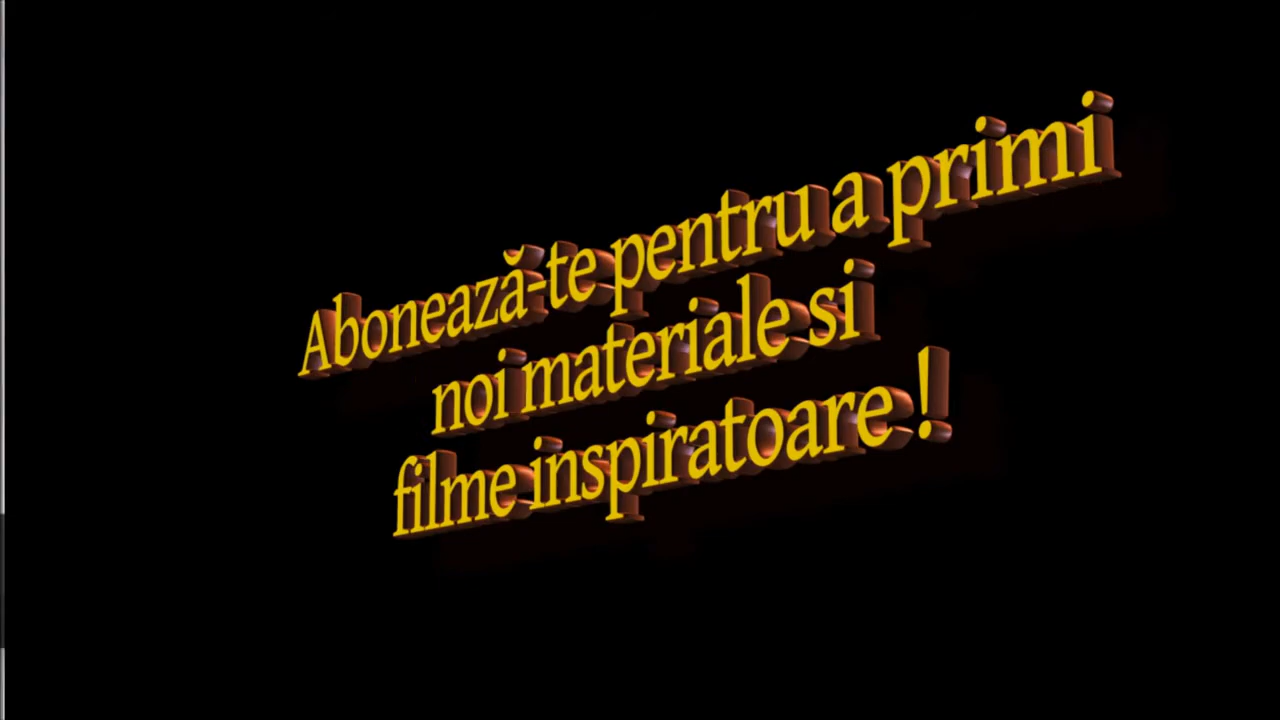 Abonează-te pentru a primi
noi materiale si
filme inspiratoare !